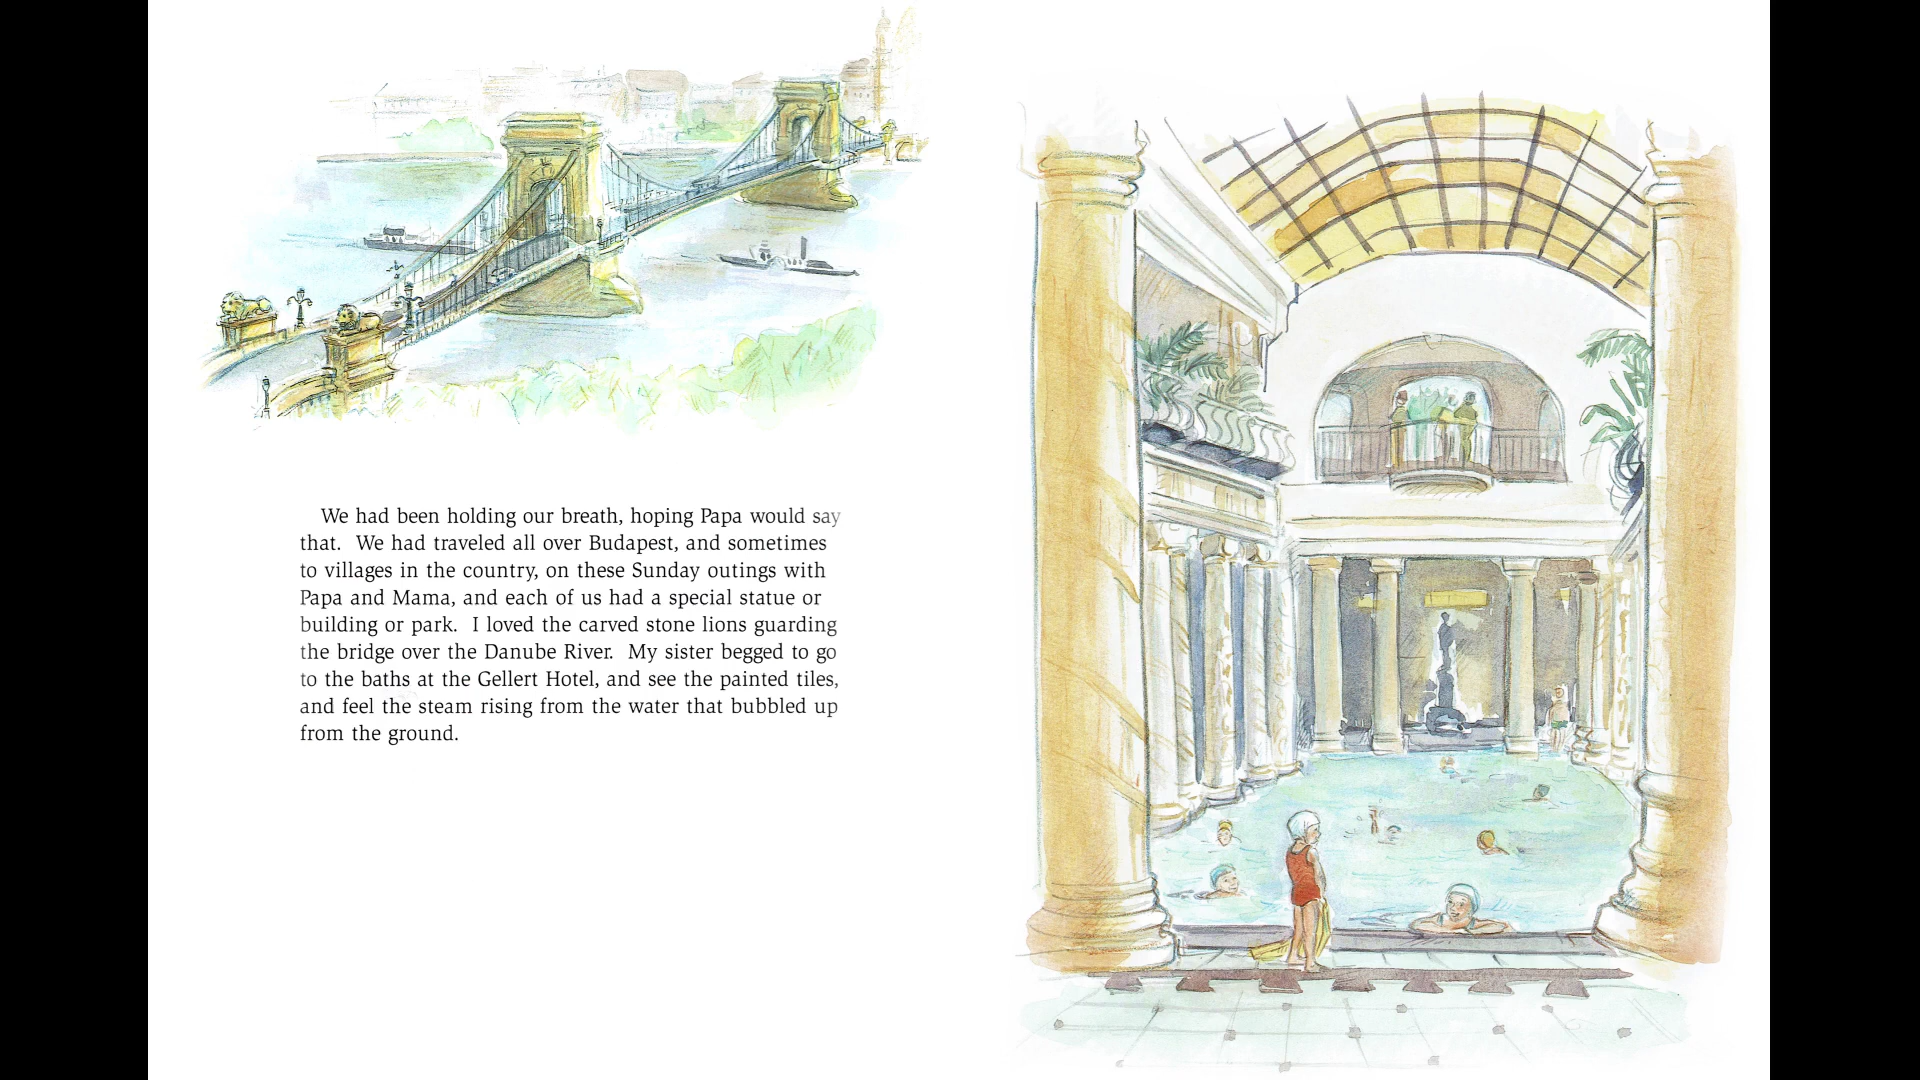 We had been holding our breath, hoping Papa would say
that. We had traveled all over Budapest, and sometimes
to villages in the country, on these Sunday outings with
Papa and Mama, and each of us had a special statue or
building or park. I loved the carved stone lions guarding
the bridge over the Danube River. My sister begged to go
to the baths at the Gellert Hotel, and see the painted tiles,
and feel the steam rising from the water that bubbled up
from the ground.